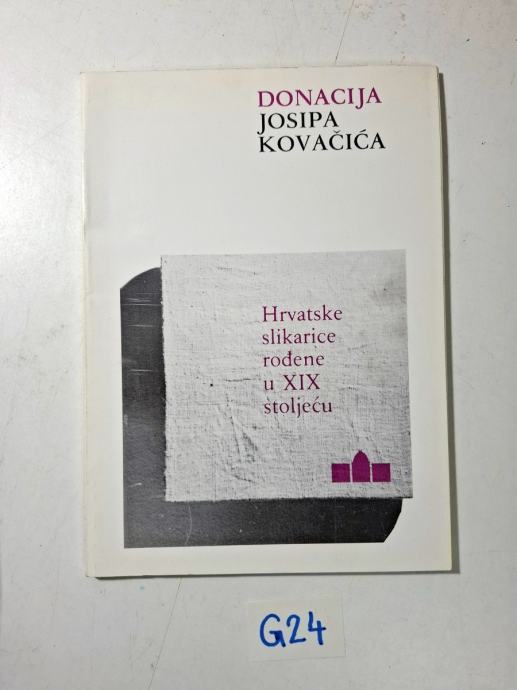 DONACIJA
JOSIPA
KOVAČIĆA
Hrvatske
slikarice
rođene
u XIX
stoljeću
G24